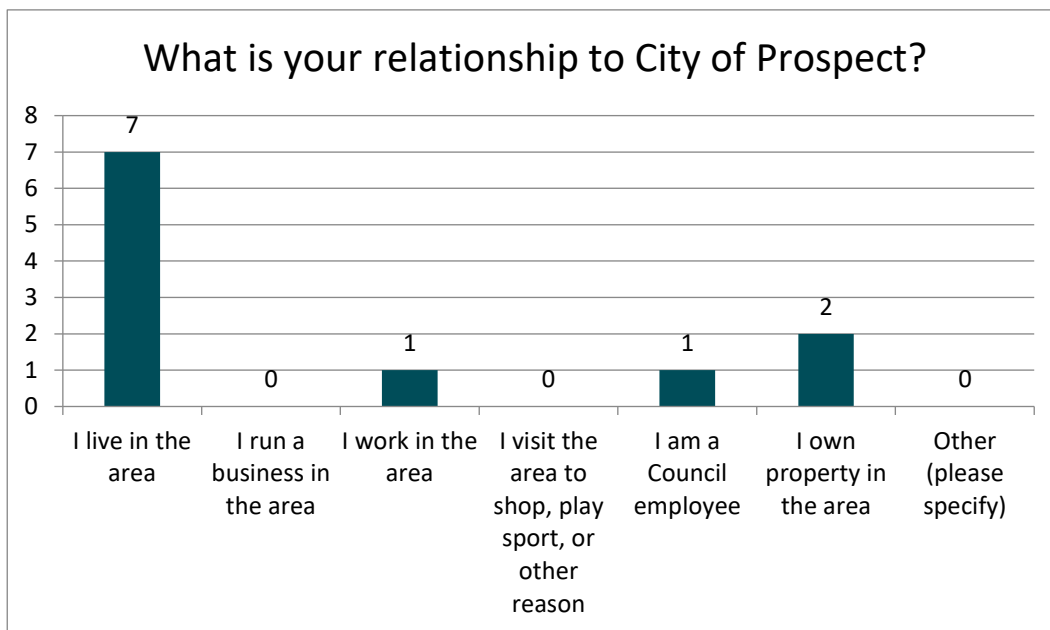 What is your relationship to City of Prospect?
8
7
6
5
4
3
2
1
0
7
0
1
0
1
2
0
I live in the
area
I run a
business in
the area
I work in the
area
I visit the
area to
shop, play
sport, or
other
reason
I am a
Council
employee
I own
property in
the area
Other
(please
specify)